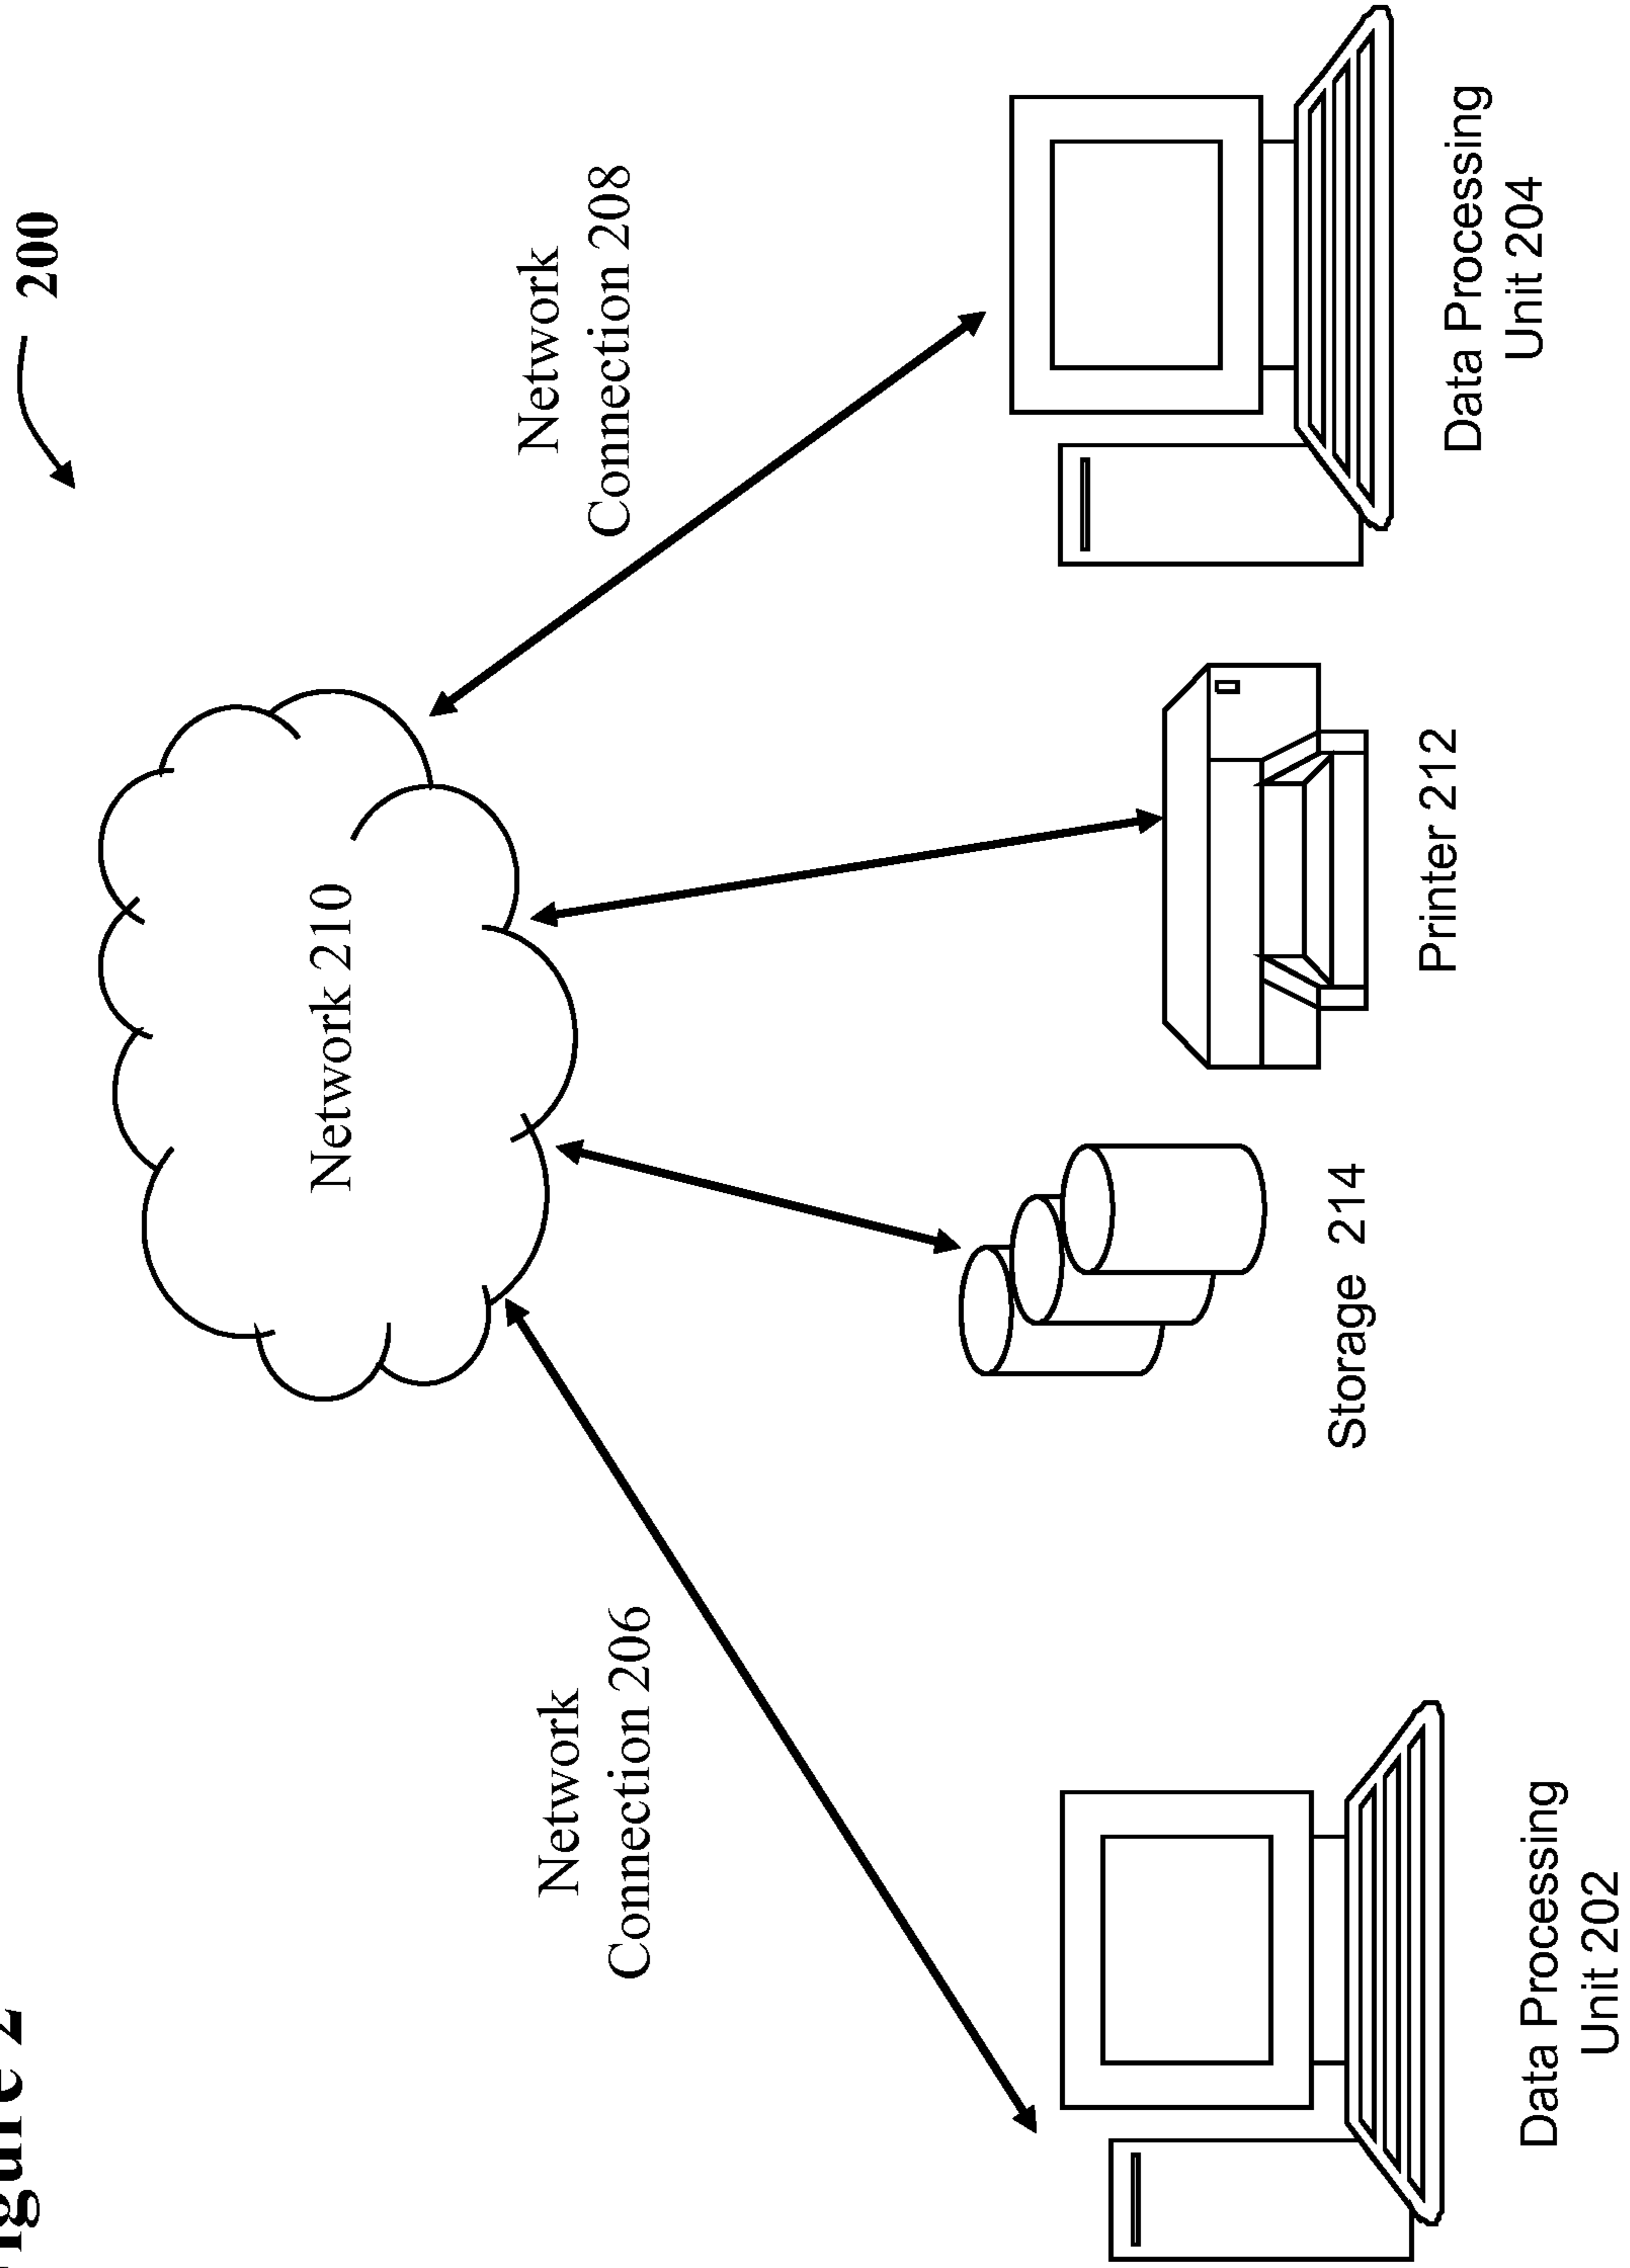 Figure 2
200
Network 210
Network
Connection 206
Network
Connection 208
Storage 214
Printer 212
Data Processing
Unit 202
Data Processing
Unit 204